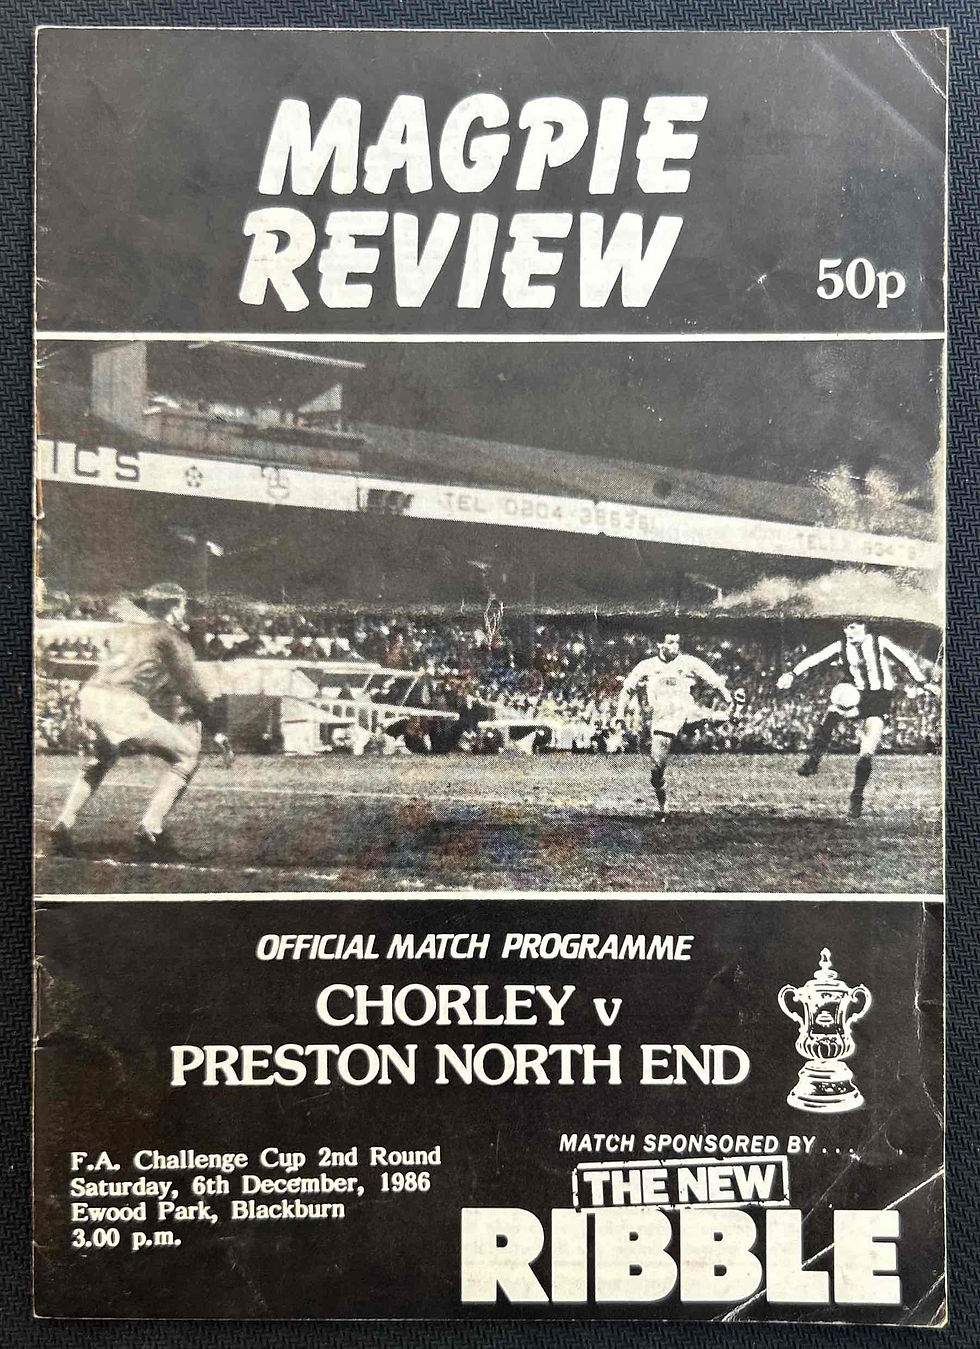 MAGPIE
REVIEW
50p
ICS
TEL 0204
OFFICIAL MATCH PROGRAMME
CHORLEY v
PRESTON NORTH END
F.A. Challenge Cup 2nd Round
Saturday, 6th December, 1986
Ewood Park, Blackburn
3.00 p.m.
MATCH SPONSORED BY . . .
THE NEW
RIBBLE